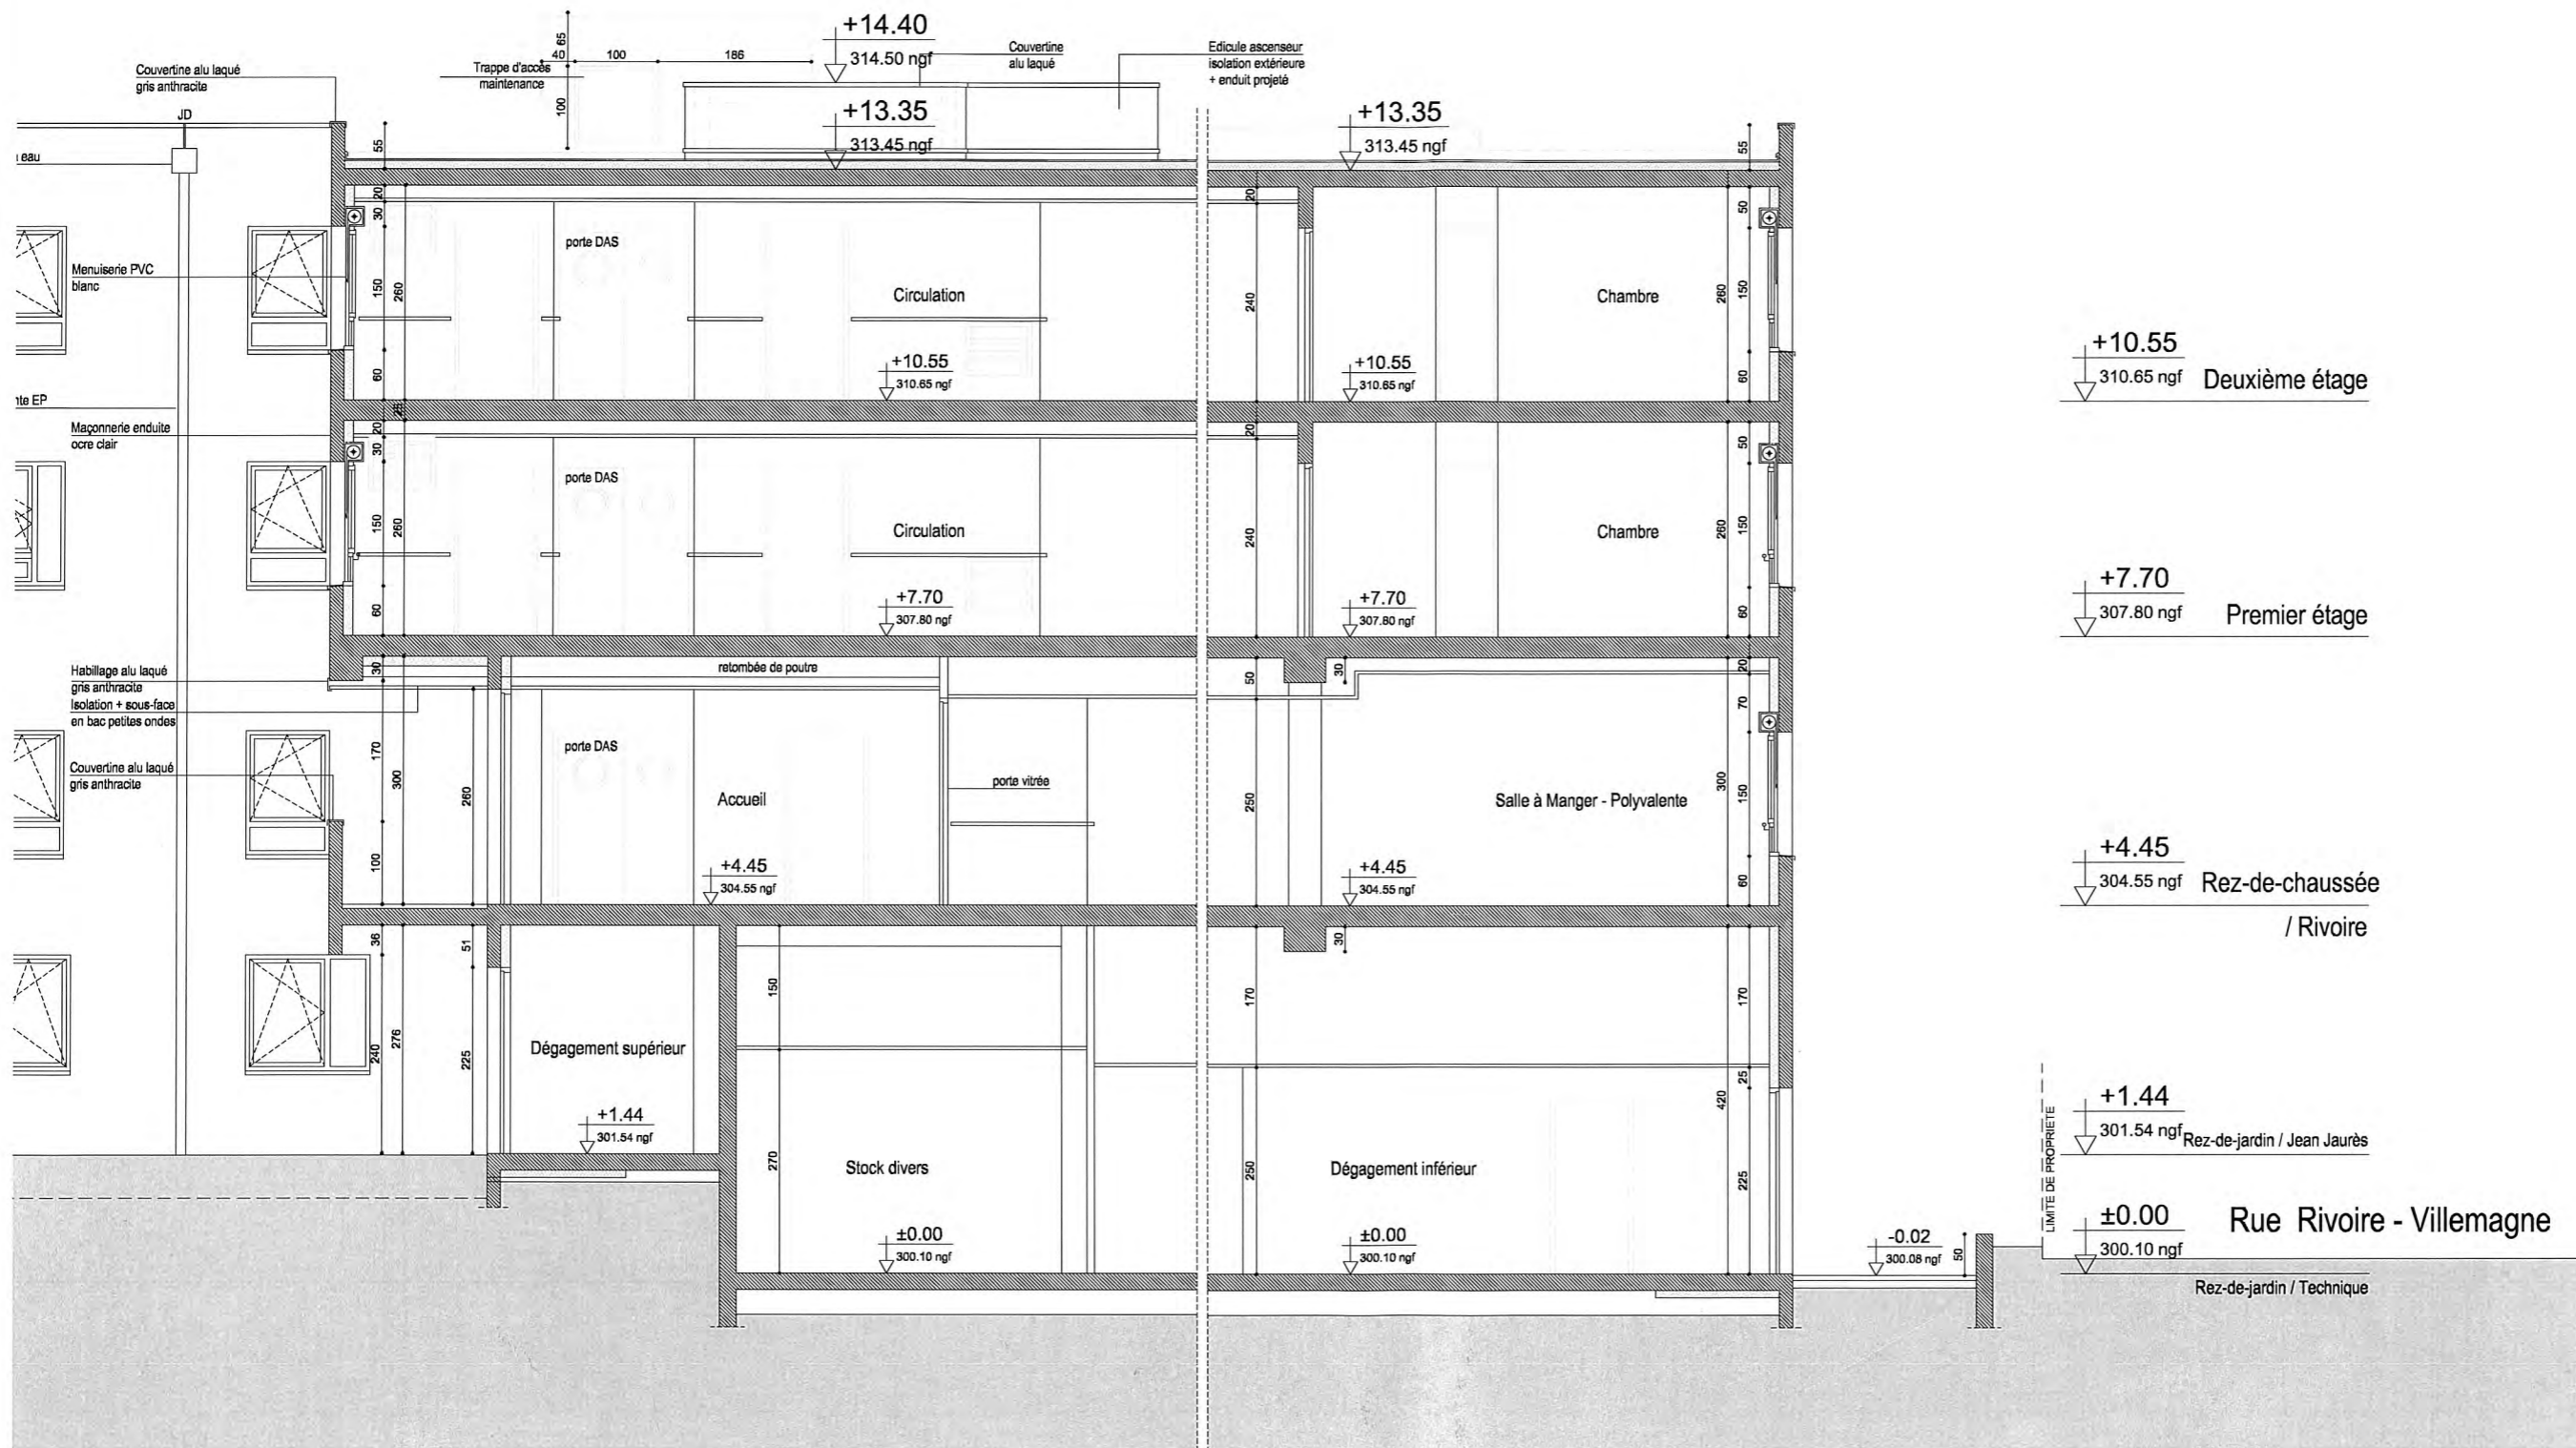 +14.40
314.50 ngf
65
40
100
186
100
Couvertine alu laqué
gris anthracite
Trappe d'accès
maintenance
Couvertine
alu laqué
Edicule ascenseur
isolation extérieure
+ enduit projeté
JD
eau
55
+13.35
313.45 ngf
+13.35
313.45 ngf
55
20
30
150
260
60
Menuiserie PVC
blanc
porte DAS
Circulation
+10.55
310.65 ngf
20
240
+10.55
310.65 ngf
Chambre
260
50
150
60
+10.55
310.65 ngf
Deuxième étage
nte EP
Maçonnerie enduite
ocre clair
25
20
30
150
260
60
porte DAS
Circulation
+7.70
307.80 ngf
20
240
+7.70
307.80 ngf
Chambre
260
50
150
60
+7.70
307.80 ngf
Premier étage
Habillage alu laqué
gris anthracite
Isolation + sous-face
en bac petites ondes
Couvertine alu laqué
gris anthracite
30
170
300
100
260
retombée de poutre
porte DAS
Accueil
+4.45
304.55 ngf
porte vitrée
50
250
30
+4.45
304.55 ngf
Salle à Manger - Polyvalente
300
20
70
150
60
+4.45
304.55 ngf
Rez-de-chaussée
/ Rivoire
36
240
276
51
225
Dégagement supérieur
+1.44
301.54 ngf
150
270
Stock divers
±0.00
300.10 ngf
170
250
30
Dégagement inférieur
±0.00
300.10 ngf
420
170
25
225
-0.02
300.08 ngf
50
LIMITE DE PROPRIETE
+1.44
301.54 ngf
Rez-de-jardin / Jean Jaurès
±0.00
300.10 ngf
Rue Rivoire - Villemagne
Rez-de-jardin / Technique